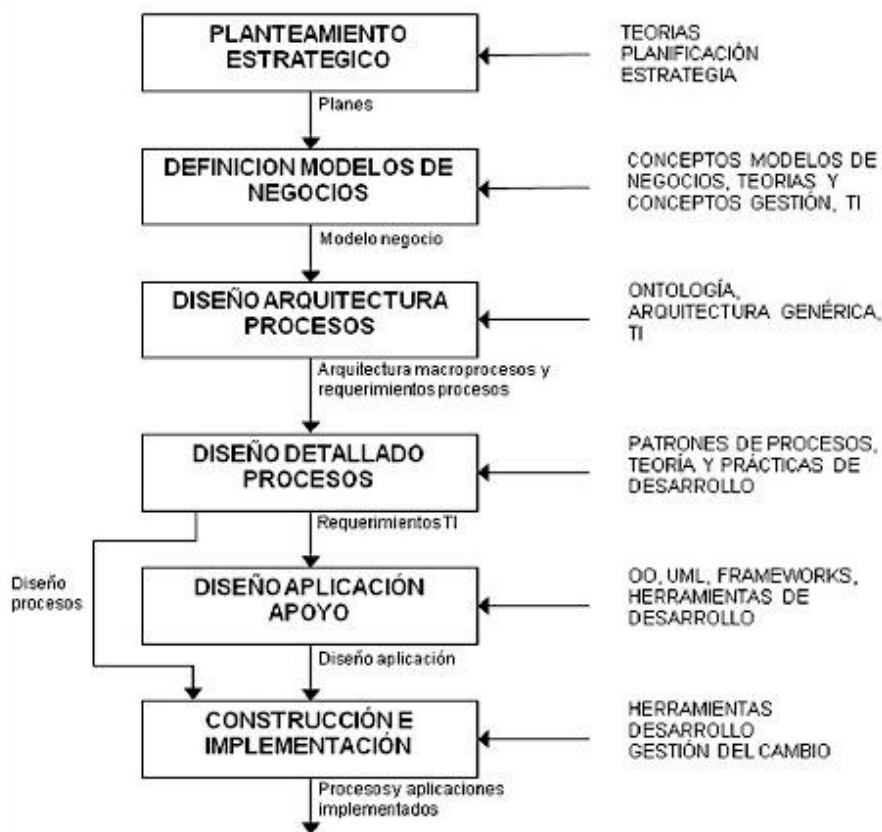 PLANTEAMIENTO
ESTRATEGICO
TEORIAS
PLANIFICACIÓN
ESTRATEGIA
Planes
DEFINICION MODELOS DE
NEGOCIOS
CONCEPTOS MODELOS DE
NEGOCIOS, TEORIAS Y
CONCEPTOS GESTIÓN, TI
Modelo negocio
DISEÑO ARQUITECTURA
PROCESOS
ONTOLOGÍA,
ARQUITECTURA GENÉRICA,
TI
Arquitectura macroprocesos y
requerimientos procesos
DISEÑO DETALLADO
PROCESOS
PATRONES DE PROCESOS,
TEORÍA Y PRÁCTICAS DE
DESARROLLO
Requerimientos TI
Diseño
procesos
DISEÑO APLICACIÓN
APOYO
OO, UML, FRAMEWORKS,
HERRAMIENTAS DE
DESARROLLO
Diseño aplicación
CONSTRUCCIÓN E
IMPLEMENTACIÓN
HERRAMIENTAS
DESARROLLO
GESTIÓN DEL CAMBIO
Procesos y aplicaciones
implementados